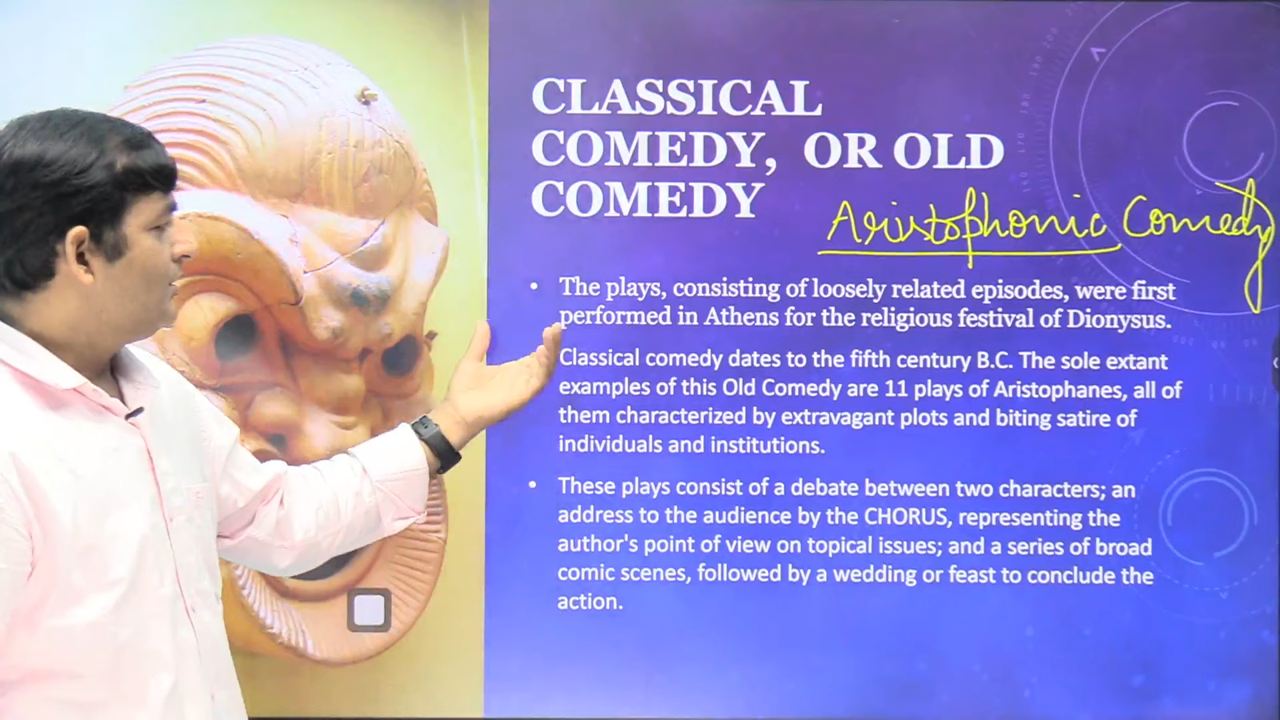 CLASSICAL
COMEDY, OR OLD
COMEDY
Aristophonic Comedy
• The plays, consisting of loosely related episodes, were first
performed in Athens for the religious festival of Dionysus.
Classical comedy dates to the fifth century B.C. The sole extant
examples of this Old Comedy are 11 plays of Aristophanes, all of
them characterized by extravagant plots and biting satire of
individuals and institutions.
• These plays consist of a debate between two characters; an
address to the audience by the CHORUS, representing the
author's point of view on topical issues; and a series of broad
comic scenes, followed by a wedding or feast to conclude the
action.